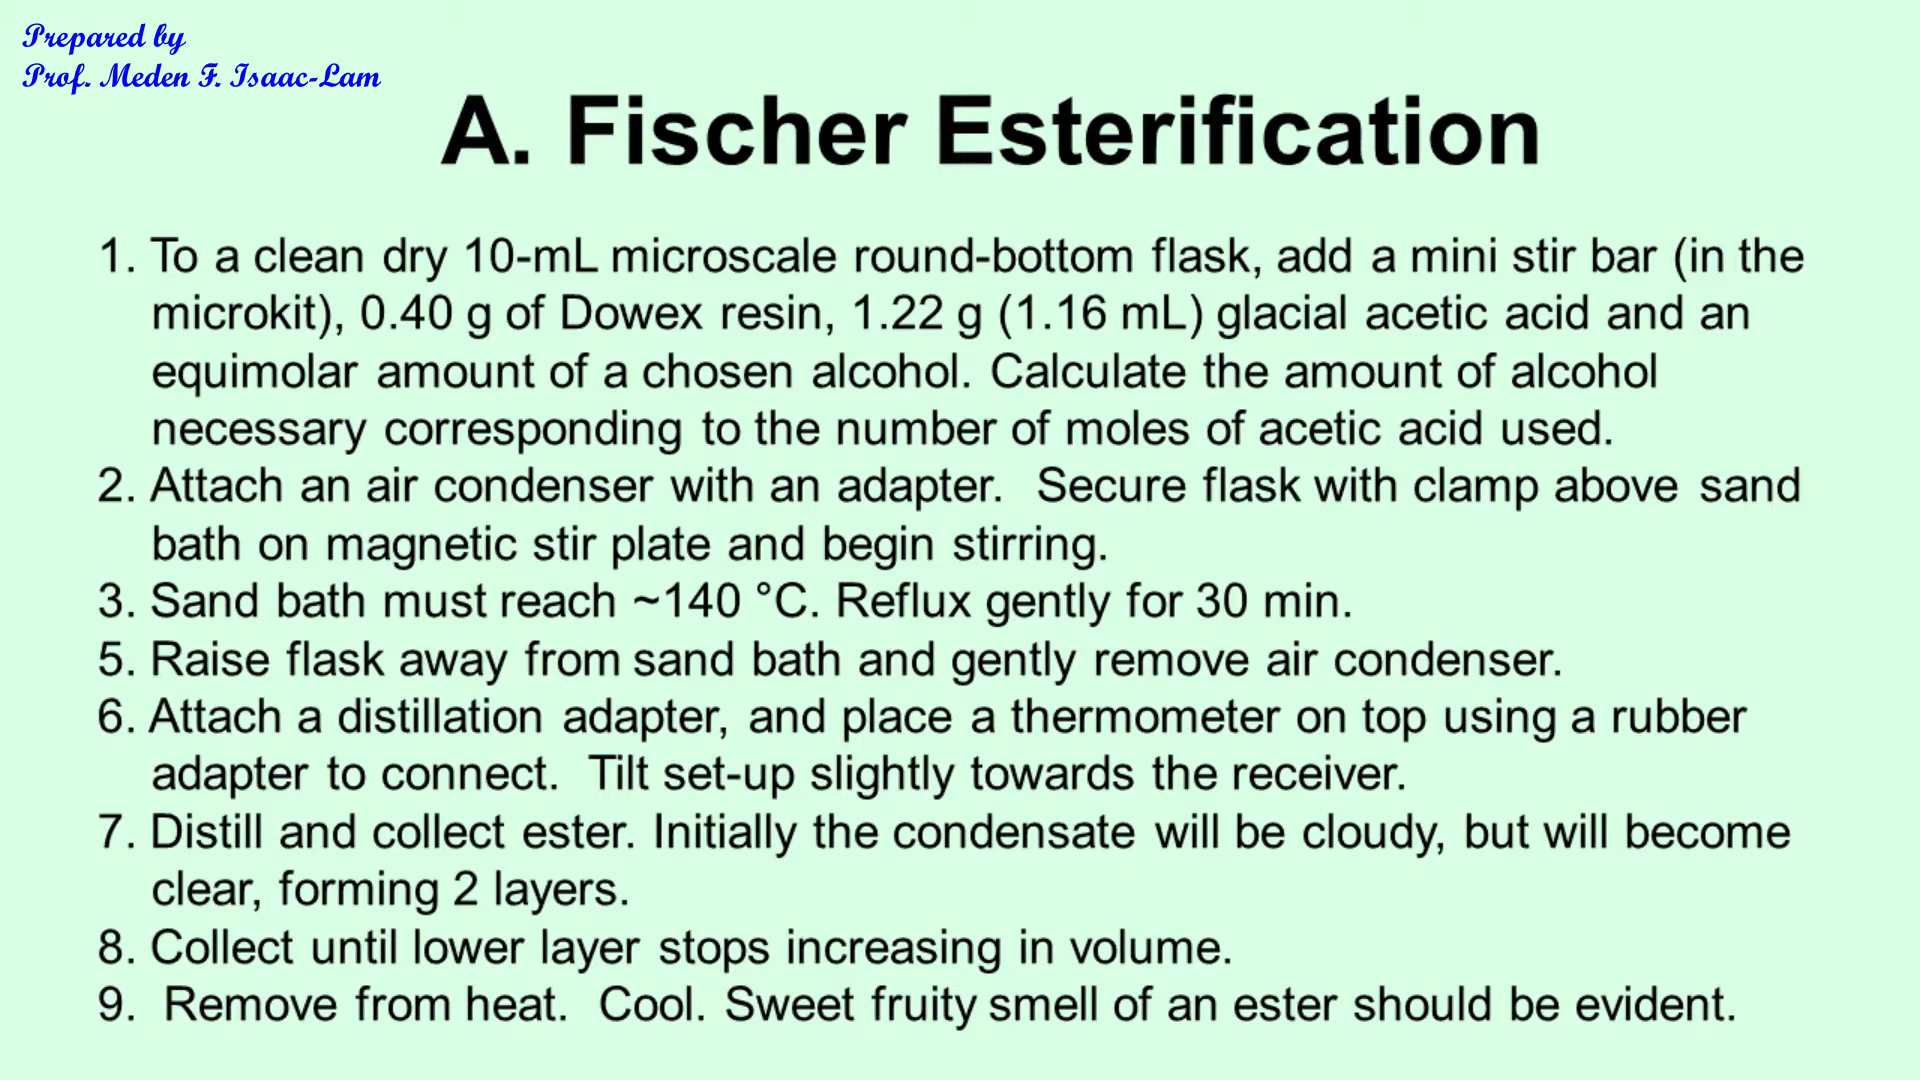 Prepared by
Prof. Meden F. Isaac-Lam
A. Fischer Esterification
1. To a clean dry 10-mL microscale round-bottom flask, add a mini stir bar (in the
microkit), 0.40 g of Dowex resin, 1.22 g (1.16 mL) glacial acetic acid and an
equimolar amount of a chosen alcohol. Calculate the amount of alcohol
necessary corresponding to the number of moles of acetic acid used.
2. Attach an air condenser with an adapter. Secure flask with clamp above sand
bath on magnetic stir plate and begin stirring.
3. Sand bath must reach ~140 °C. Reflux gently for 30 min.
5. Raise flask away from sand bath and gently remove air condenser.
6. Attach a distillation adapter, and place a thermometer on top using a rubber
adapter to connect. Tilt set-up slightly towards the receiver.
7. Distill and collect ester. Initially the condensate will be cloudy, but will become
clear, forming 2 layers.
8. Collect until lower layer stops increasing in volume.
9. Remove from heat. Cool. Sweet fruity smell of an ester should be evident.